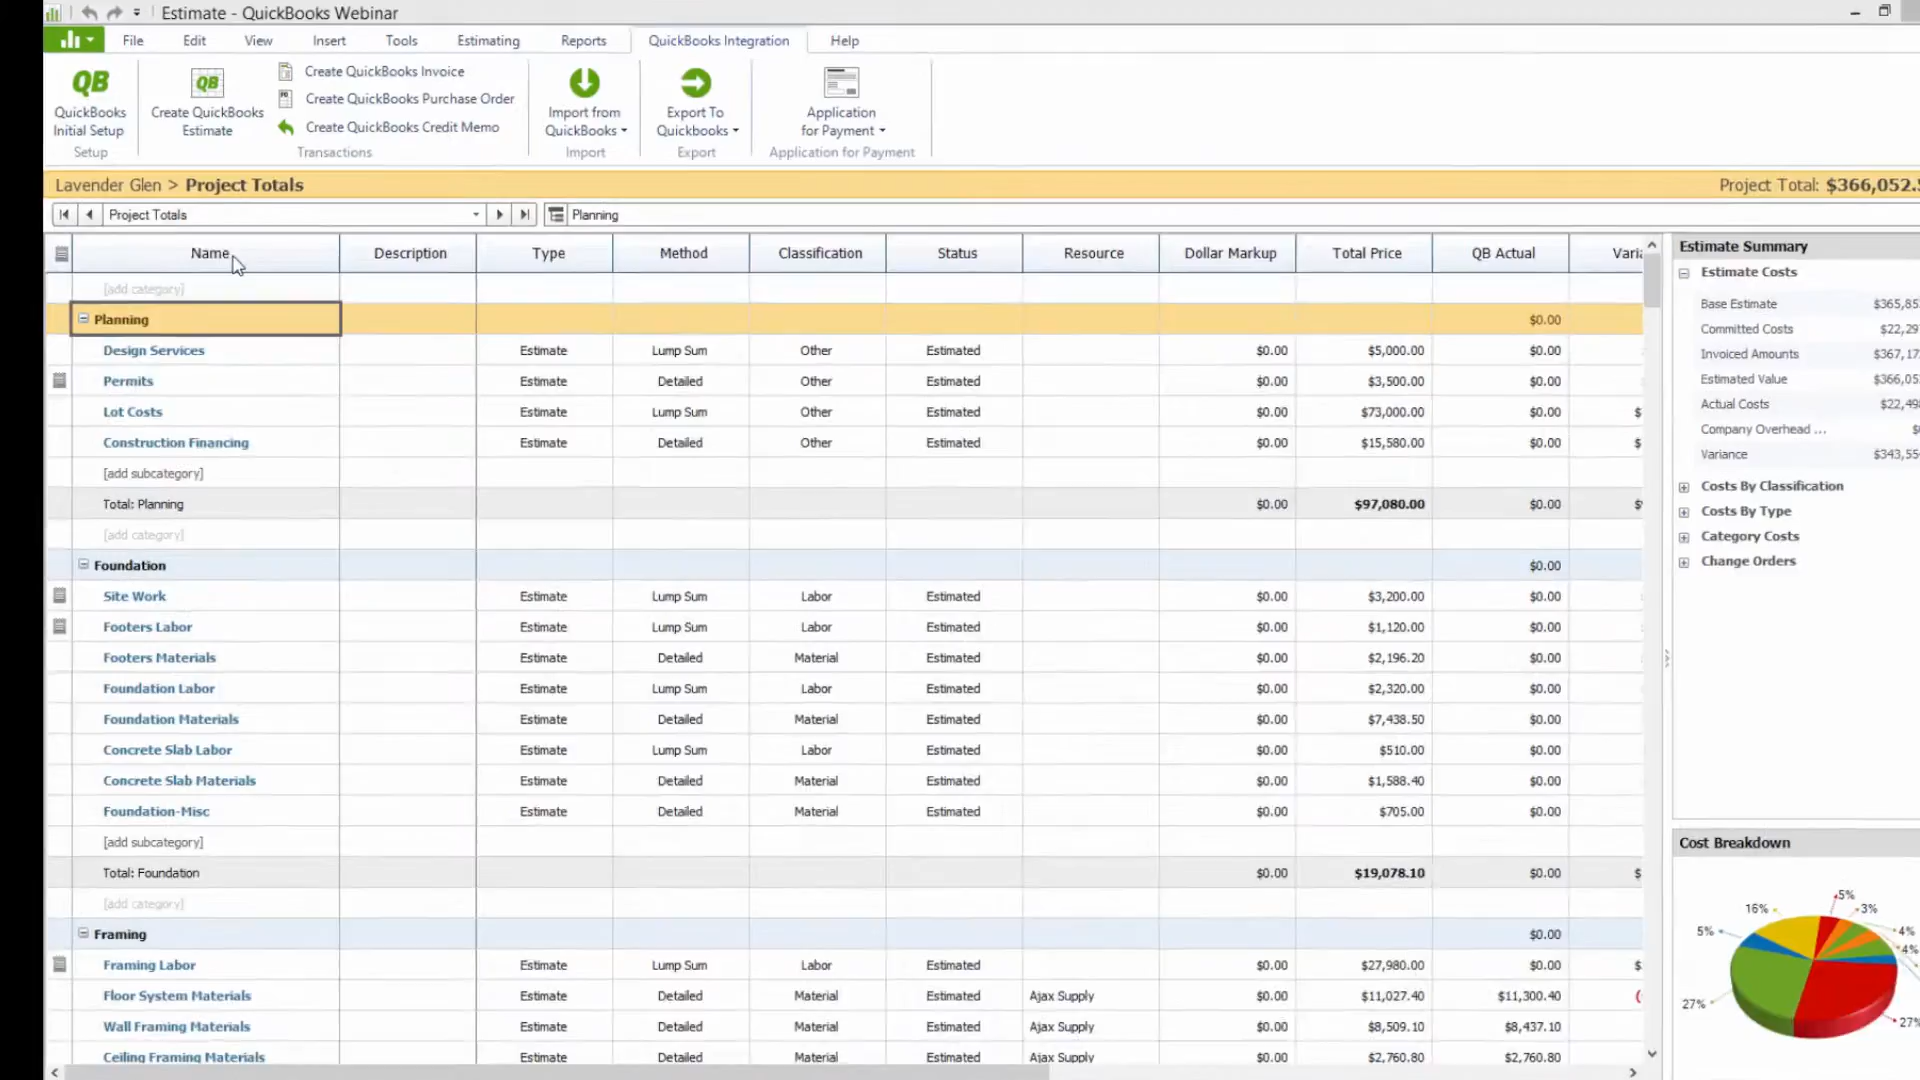 Estimate - QuickBooks Webinar
File Edit View Insert Tools Estimating Reports QuickBooks Integration Help
QB
QuickBooks Initial Setup
Setup
QB
Create QuickBooks Estimate
Create QuickBooks Invoice
Create QuickBooks Purchase Order
Create QuickBooks Credit Memo
Transactions
Import from QuickBooks
Import
Export To Quickbooks
Export
Application for Payment
Application for Payment
Lavender Glen > Project Totals
Project Total: $366,052.
Project Totals
Planning
Name Description Type Method Classification Status Resource Dollar Markup Total Price QB Actual Varia
[add category]
Planning $0.00
Design Services Estimate Lump Sum Other Estimated $0.00 $5,000.00 $0.00
Permits Estimate Detailed Other Estimated $0.00 $3,500.00 $0.00
Lot Costs Estimate Lump Sum Other Estimated $0.00 $73,000.00 $0.00 $
Construction Financing Estimate Detailed Other Estimated $0.00 $15,580.00 $0.00 $
[add subcategory]
Total: Planning $0.00 $97,080.00 $0.00 $
[add category]
Foundation $0.00
Site Work Estimate Lump Sum Labor Estimated $0.00 $3,200.00 $0.00
Footers Labor Estimate Lump Sum Labor Estimated $0.00 $1,120.00 $0.00
Footers Materials Estimate Detailed Material Estimated $0.00 $2,196.20 $0.00
Foundation Labor Estimate Lump Sum Labor Estimated $0.00 $2,320.00 $0.00
Foundation Materials Estimate Detailed Material Estimated $0.00 $7,438.50 $0.00
Concrete Slab Labor Estimate Lump Sum Labor Estimated $0.00 $510.00 $0.00
Concrete Slab Materials Estimate Detailed Material Estimated $0.00 $1,588.40 $0.00
Foundation-Misc Estimate Detailed Material Estimated $0.00 $705.00 $0.00
[add subcategory]
Total: Foundation $0.00 $19,078.10 $0.00 $
[add category]
Framing $0.00
Framing Labor Estimate Lump Sum Labor Estimated $0.00 $27,980.00 $0.00 $
Floor System Materials Estimate Detailed Material Estimated Ajax Supply $0.00 $11,027.40 $11,300.40 (
Wall Framing Materials Estimate Detailed Material Estimated Ajax Supply $0.00 $8,509.10 $8,437.10
Ceiling Framing Materials Estimate Detailed Material Estimated Ajax Supply $0.00 $2,760.80 $2,760.80
Estimate Summary
Estimate Costs
Base Estimate $365,85
Committed Costs $22,29
Invoiced Amounts $367,17
Estimated Value $366,05
Actual Costs $22,49
Company Overhead ... $
Variance $343,55
Costs By Classification
Costs By Type
Category Costs
Change Orders
Cost Breakdown
5%
16% 3%
5% 4%
4%
27%
27%